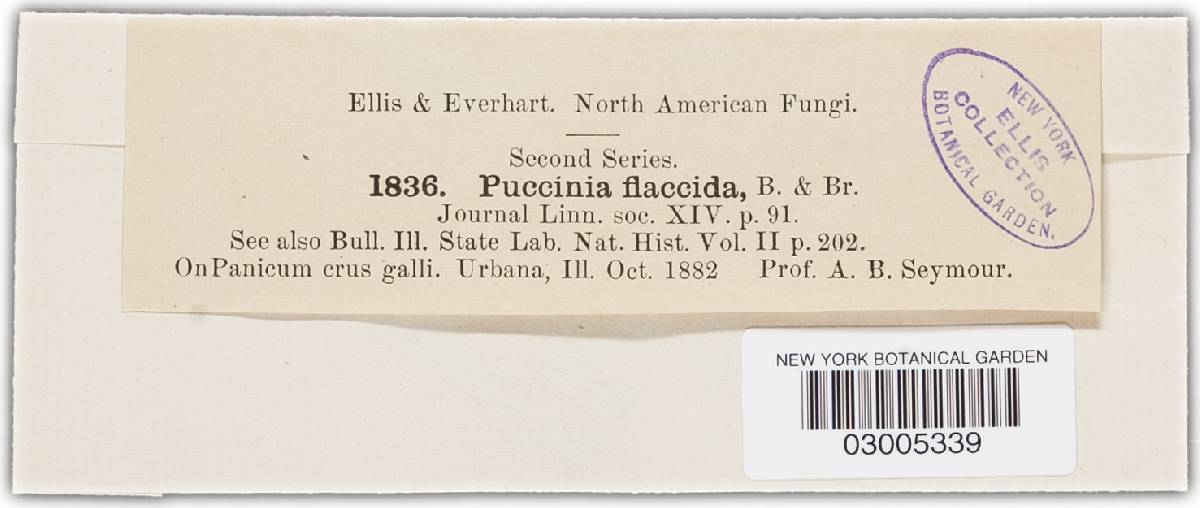 Ellis & Everhart. North American Fungi.
Second Series.
1836. Puccinia flaccida, B. & Br.
Journal Linn. soc. XIV. p. 91.
See also Bull. Ill. State Lab. Nat. Hist. Vol. II p. 202.
OnPanicum crus galli. Urbana, Ill. Oct. 1882 Prof. A. B. Seymour.
NEW YORK
ELLIS
COLLECTION
BOTANICAL GARDEN.
NEW YORK BOTANICAL GARDEN
03005339